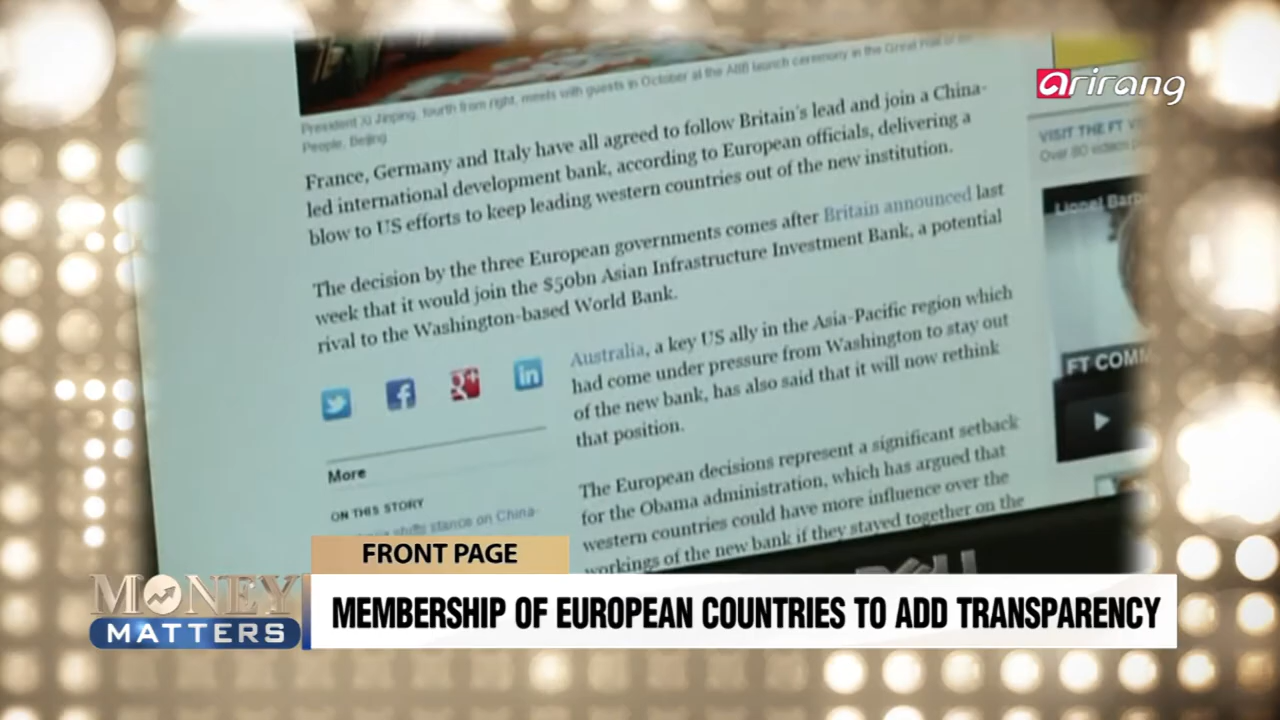 arirang
President Xi Jinping, fourth from right, meets with guests in October at the AIIB launch ceremony in the Great Hall of
People, Beijing
France, Germany and Italy have all agreed to follow Britain's lead and join a China-
led international development bank, according to European officials, delivering a
blow to US efforts to keep leading western countries out of the new institution.
The decision by the three European governments comes after Britain announced last
week that it would join the $50bn Asian Infrastructure Investment Bank, a potential
rival to the Washington-based World Bank.
Australia, a key US ally in the Asia-Pacific region which
had come under pressure from Washington to stay out
of the new bank, has also said that it will now rethink
that position.
The European decisions represent a significant setback
for the Obama administration, which has argued that
western countries could have more influence over the
workings of the new bank if they stayed together on the
More
ON THIS STORY
shifts stance on China-
VISIT THE FT
Over 80 videos
Lionel Barb
FT COMM
DELL
FRONT PAGE
MONEY
MATTERS
MEMBERSHIP OF EUROPEAN COUNTRIES TO ADD TRANSPARENCY